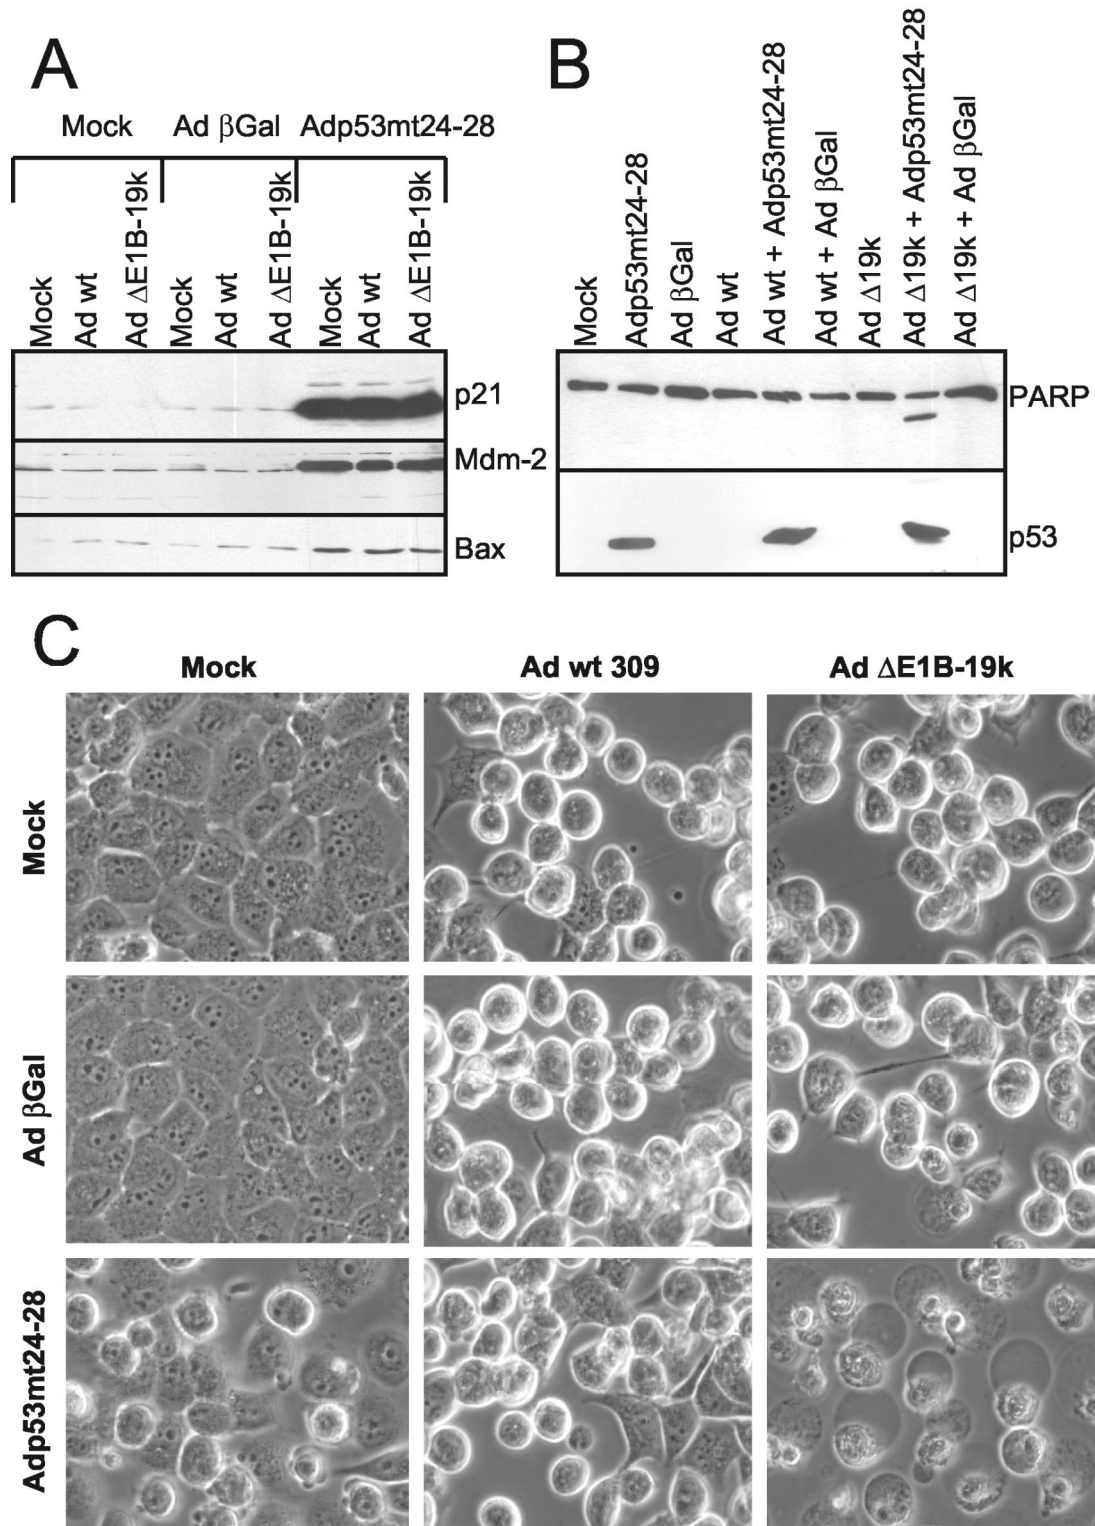 A
Mock Ad βGal Adp53mt24-28
Mock
Ad wt
Ad ΔE1B-19k
Mock
Ad wt
Ad ΔE1B-19k
Mock
Ad wt
Ad ΔE1B-19k
p21
Mdm-2
Bax
B
Mock
Adp53mt24-28
Ad βGal
Ad wt
Ad wt + Adp53mt24-28
Ad wt + Ad βGal
Ad Δ19k
Ad Δ19k + Adp53mt24-28
Ad Δ19k + Ad βGal
PARP
p53
C
Mock Ad wt 309 Ad ΔE1B-19k
Mock
Ad βGal
Adp53mt24-28